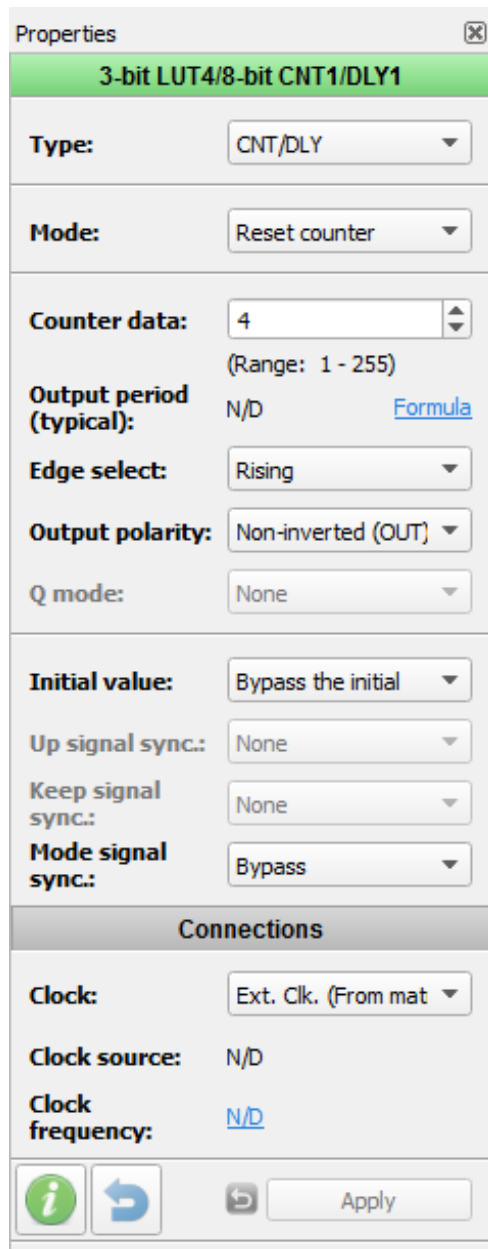 Properties
3-bit LUT4/8-bit CNT1/DLY1
Type: CNT/DLY
Mode: Reset counter
Counter data: 4
(Range: 1 - 255)
Output period
(typical): N/D Formula
Edge select: Rising
Output polarity: Non-inverted (OUT)
Q mode: None
Initial value: Bypass the initial
Up signal sync.: None
Keep signal
sync.: None
Mode signal
sync.: Bypass
Connections
Clock: Ext. Clk. (From mat
Clock source: N/D
Clock
frequency: N/D
i Apply